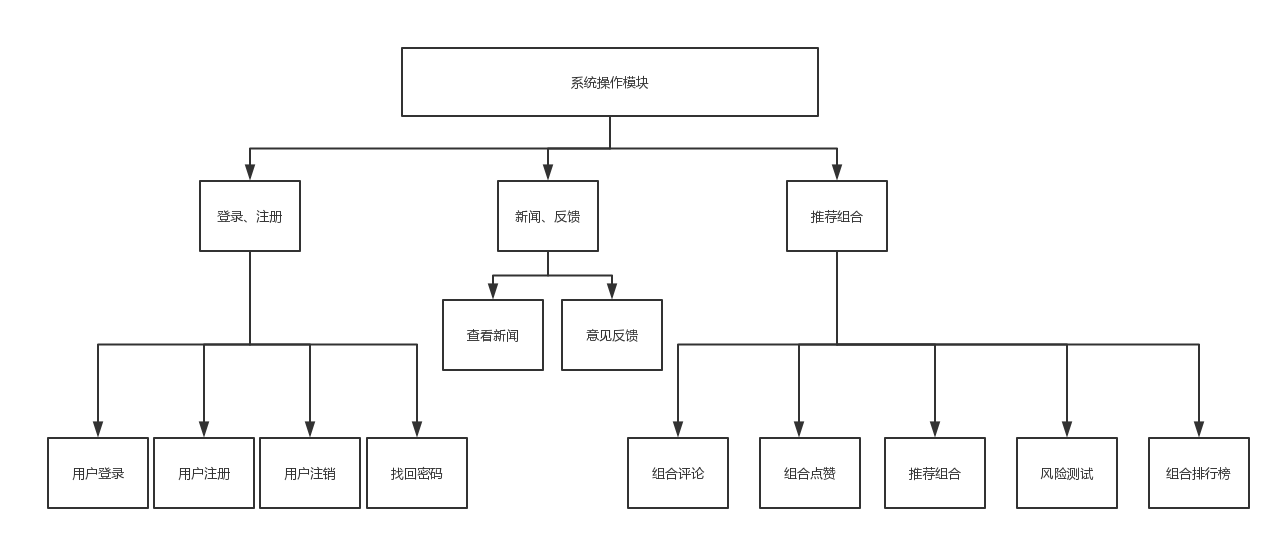 系统操作模块
登录、注册
新闻、反馈
推荐组合
查看新闻
意见反馈
用户登录
用户注册
用户注销
找回密码
组合评论
组合点赞
推荐组合
风险测试
组合排行榜